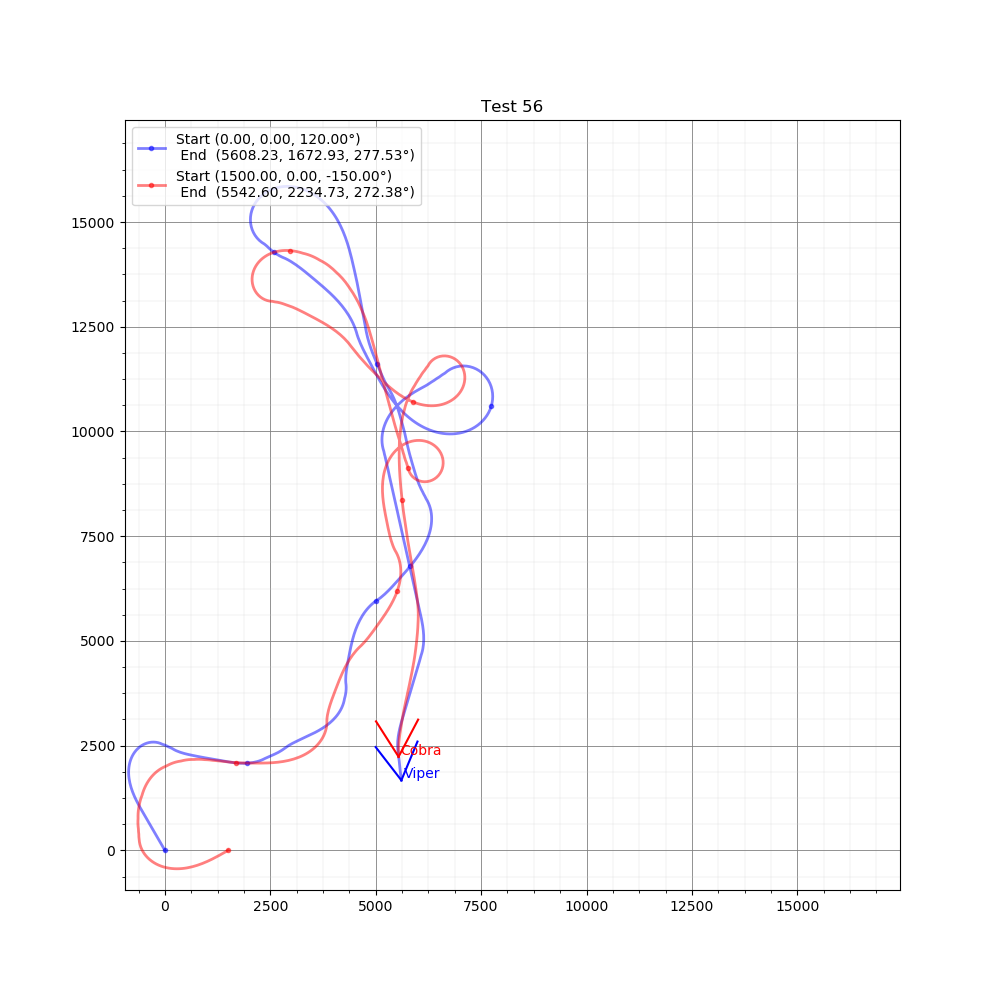 Test 56
Start (0.00, 0.00, 120.00°)
End (5608.23, 1672.93, 277.53°)
Start (1500.00, 0.00, -150.00°)
End (5542.60, 2234.73, 272.38°)
15000
12500
10000
7500
5000
2500
0
Cobra
Viper
0 2500 5000 7500 10000 12500 15000